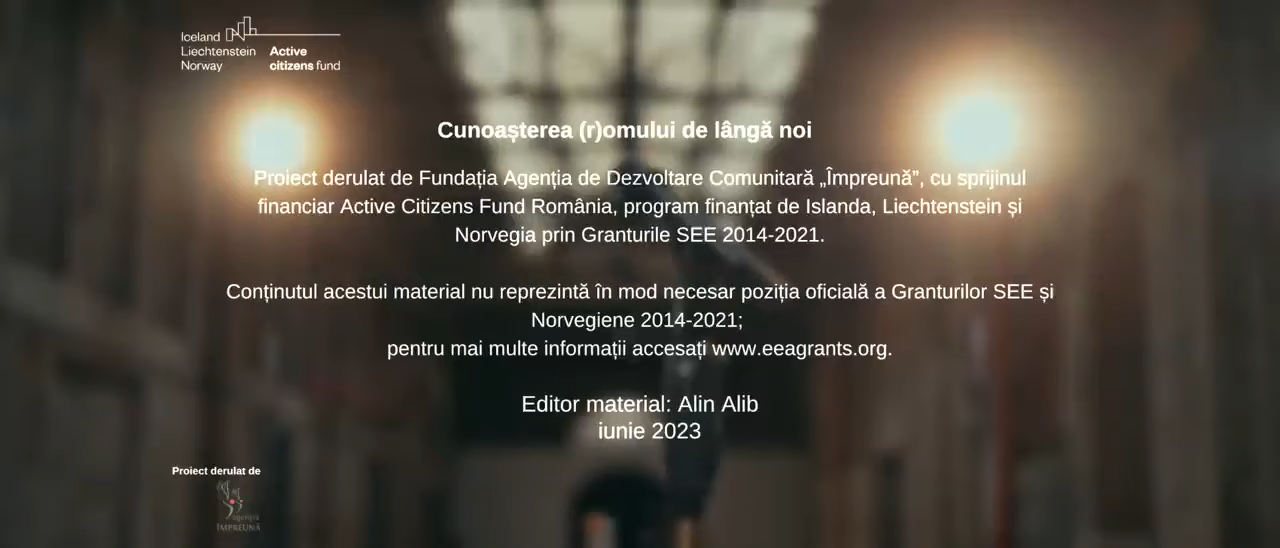 Iceland
Liechtenstein Active
Norway citizens fund
Cunoașterea (r)omului de lângă noi
Proiect derulat de Fundația Agenția de Dezvoltare Comunitară „Împreună”, cu sprijinul
financiar Active Citizens Fund România, program finanțat de Islanda, Liechtenstein și
Norvegia prin Granturile SEE 2014-2021.
Conținutul acestui material nu reprezintă în mod necesar poziția oficială a Granturilor SEE și
Norvegiene 2014-2021;
pentru mai multe informații accesați www.eeagrants.org.
Editor material: Alin Alib
iunie 2023
Proiect derulat de
agenția
ÎMPREUNĂ